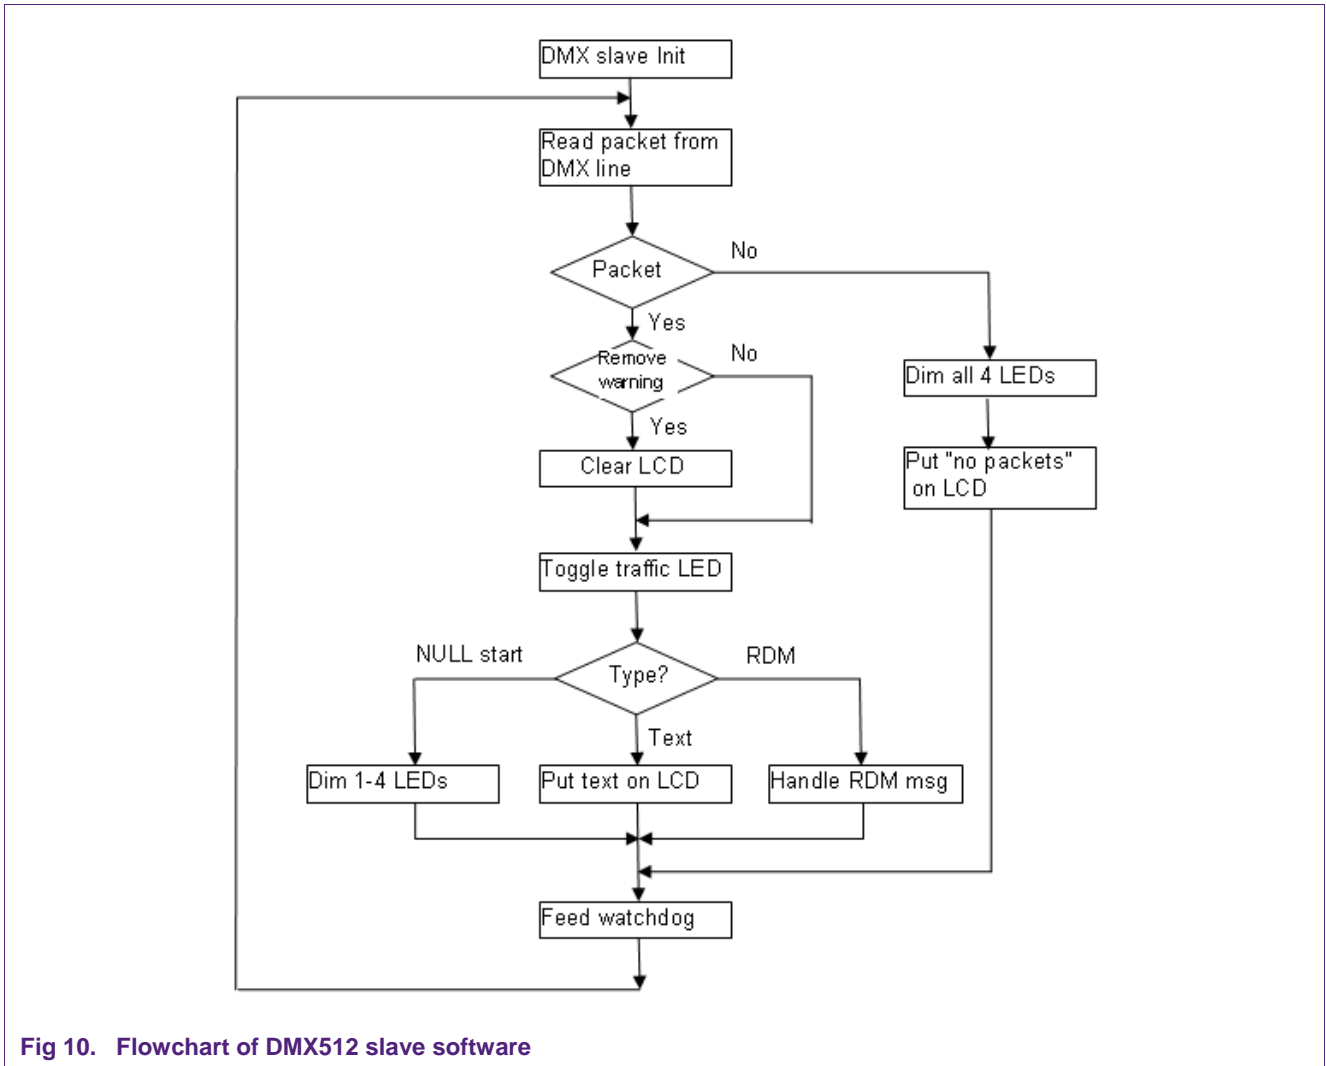 DMX slave Init
Read packet from
DMX line
Packet
No
Yes
Remove
warning
No
Yes
Clear LCD
Dim all 4 LEDs
Put "no packets"
on LCD
Toggle traffic LED
NULL start
Type?
RDM
Text
Dim 1-4 LEDs
Put text on LCD
Handle RDM msg
Feed watchdog
Fig 10. Flowchart of DMX512 slave software